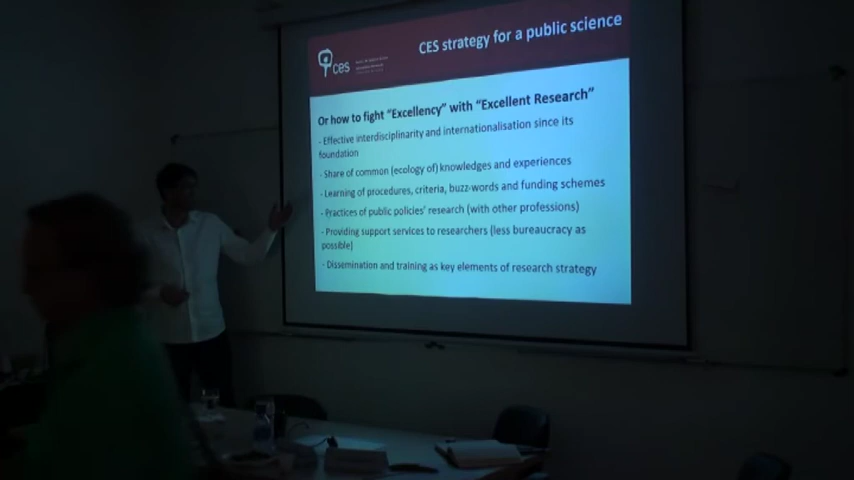 CES strategy for a public science
ces
Or how to fight "Excellency" with "Excellent Research"
- Effective interdisciplinarity and internationalisation since its
foundation
- Share of common (ecology of) knowledges and experiences
- Learning of procedures, criteria, buzz-words and funding schemes
- Practices of public policies' research (with other professions)
- Providing support services to researchers (less bureaucracy as
possible)
- Dissemination and training as key elements of research strategy